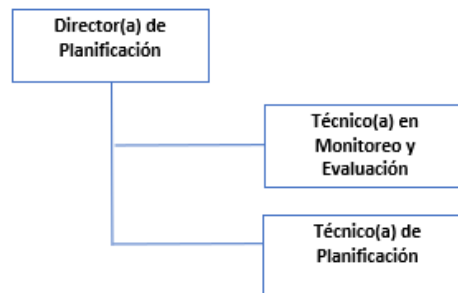 Director(a) de
Planificación
Técnico(a) en
Monitoreo y
Evaluación
Técnico(a) de
Planificación